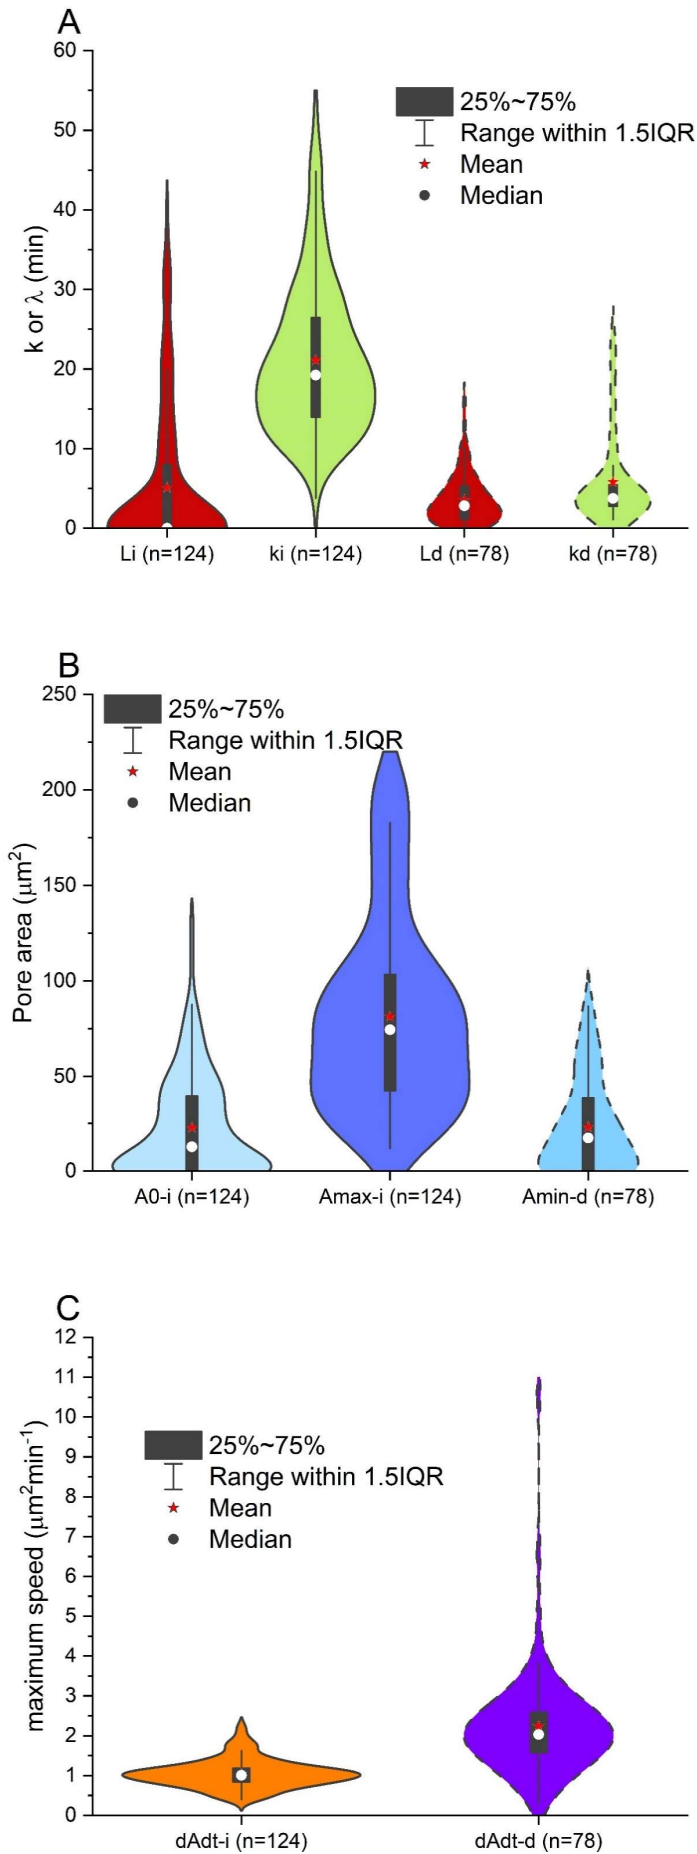 A
60
50
40
30
20
10
0
k or λ (min)
25%~75%
Range within 1.5IQR
Mean
Median
Li (n=124) ki (n=124) Ld (n=78) kd (n=78)
B
250
200
150
100
50
0
Pore area (μm²)
25%~75%
Range within 1.5IQR
Mean
Median
A0-i (n=124) Amax-i (n=124) Amin-d (n=78)
C
12
11
10
9
8
7
6
5
4
3
2
1
0
maximum speed (μm²min⁻¹)
25%~75%
Range within 1.5IQR
Mean
Median
dAdt-i (n=124) dAdt-d (n=78)